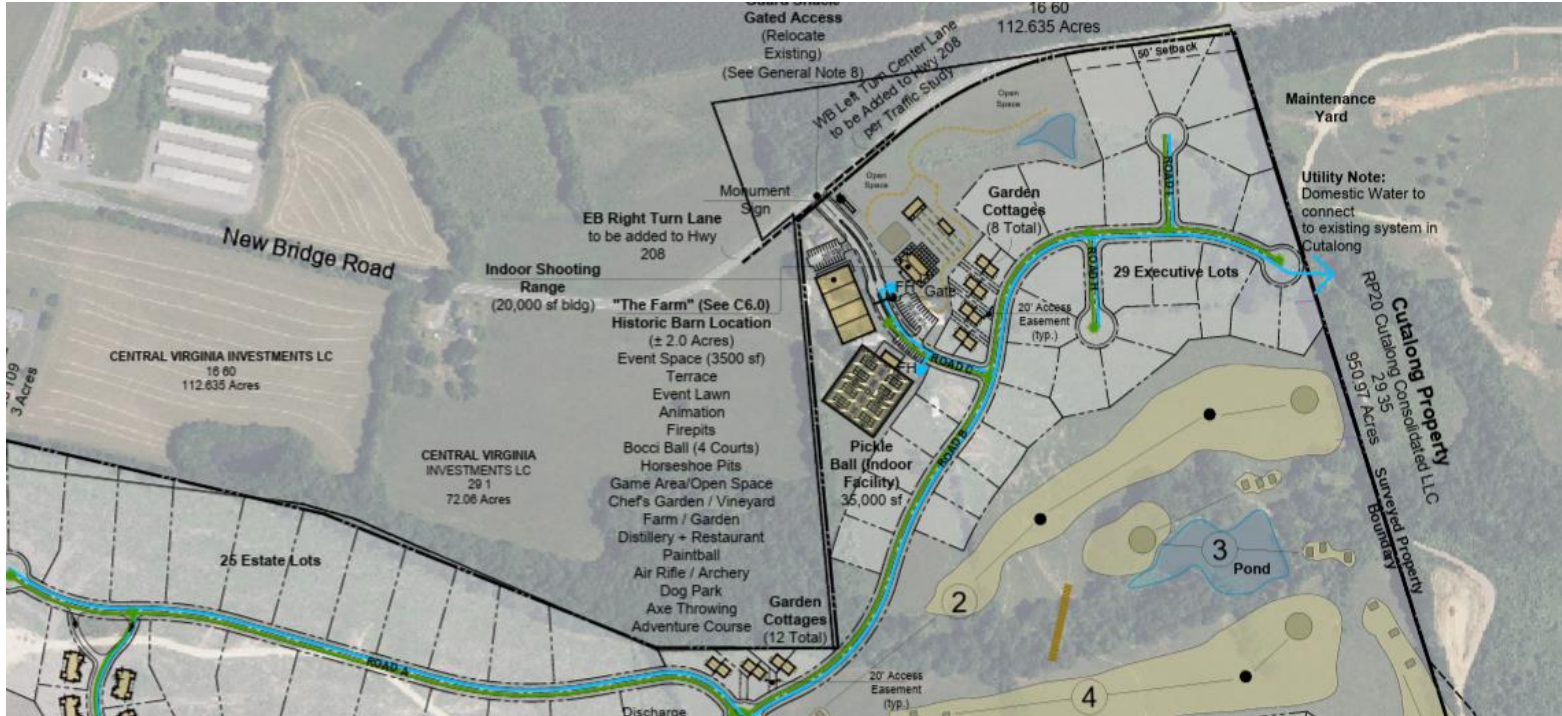 Gated Access
(Relocate
Existing)
(See General Note 8)
16 60
112.635 Acres
WB Left Turn Center Lane
to be Added to Hwy 208
per Traffic Study
50' Setback
Open
Space
Maintenance
Yard
Utility Note:
Domestic Water to
connect
to existing system in
Cutalong
Open
Space
Monument
Sign
Garden
Cottages
(8 Total)
ROAD I
EB Right Turn Lane
to be added to Hwy
208
New Bridge Road
Indoor Shooting
Range
(20,000 sf bldg)
29 Executive Lots
ROAD H
FH
Gate
20' Access
Easement
(typ.)
ROAD C
FH
"The Farm" (See C6.0)
Historic Barn Location
(± 2.0 Acres)
Event Space (3500 sf)
Terrace
Event Lawn
Animation
Firepits
Bocci Ball (4 Courts)
Horseshoe Pits
Game Area/Open Space
Chef's Garden / Vineyard
Farm / Garden
Distillery + Restaurant
Paintball
Air Rifle / Archery
Dog Park
Axe Throwing
Adventure Course
CENTRAL VIRGINIA INVESTMENTS LC
16 60
112.635 Acres
109
3 Acres
CENTRAL VIRGINIA
INVESTMENTS LC
29 1
72.06 Acres
Pickle
Ball (Indoor
Facility)
35,000 sf
ROAD B
Cutalong Property
RP20 Cutalong Consolidated LLC
29 35
950.97 Acres
Surveyed Property
Boundary
25 Estate Lots
3
Pond
2
Garden
Cottages
(12 Total)
ROAD A
20' Access
Easement
(typ.)
4
Discharge